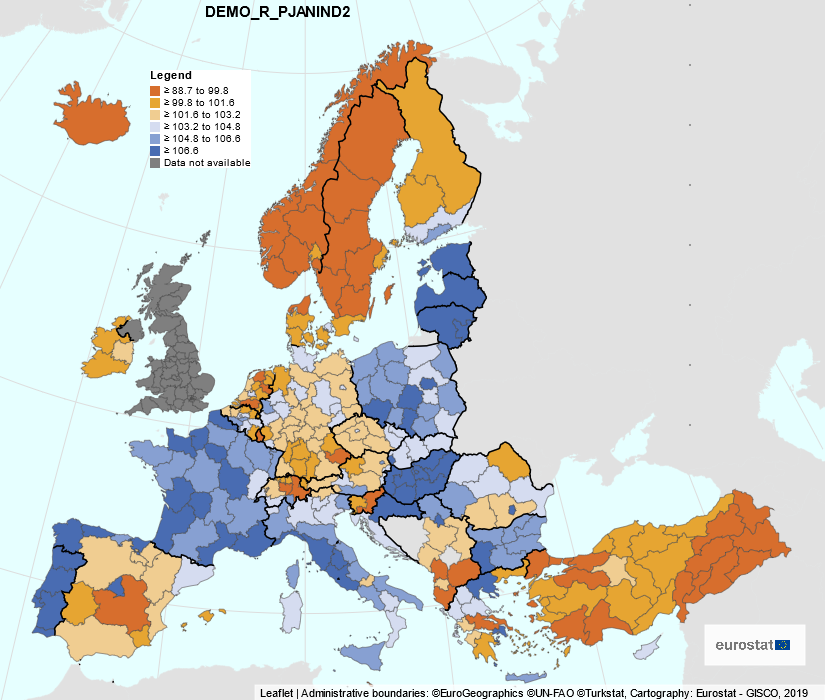 DEMO_R_PJANIND2
Legend
≥ 88.7 to 99.8
≥ 99.8 to 101.6
≥ 101.6 to 103.2
≥ 103.2 to 104.8
≥ 104.8 to 106.6
≥ 106.6
Data not available
eurostat
Leaflet | Administrative boundaries: ©EuroGeographics ©UN-FAO ©Turkstat, Cartography: Eurostat - GISCO, 2019